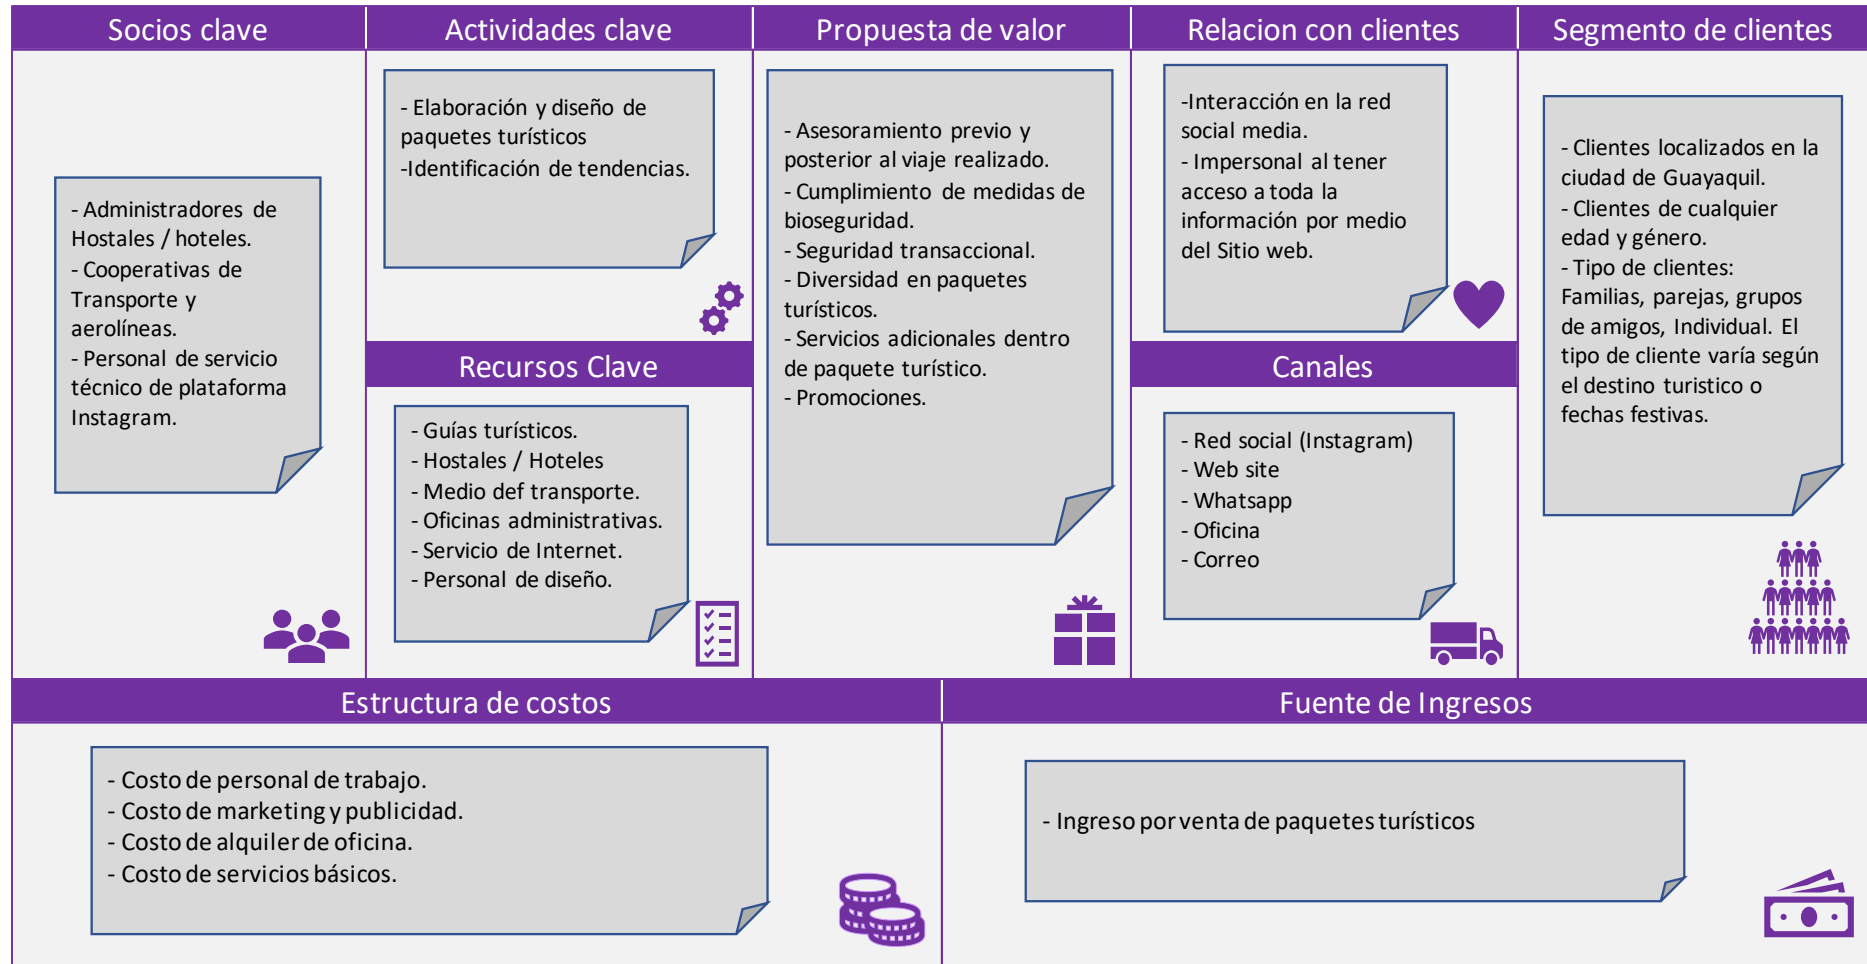 Socios clave
- Administradores de
Hostales / hoteles.
- Cooperativas de
Transporte y
aerolíneas.
- Personal de servicio
técnico de plataforma
Instagram.
Actividades clave
- Elaboración y diseño de
paquetes turísticos
-Identificación de tendencias.
Recursos Clave
- Guías turísticos.
- Hostales / Hoteles
- Medio def transporte.
- Oficinas administrativas.
- Servicio de Internet.
- Personal de diseño.
Propuesta de valor
- Asesoramiento previo y
posterior al viaje realizado.
- Cumplimiento de medidas de
bioseguridad.
- Seguridad transaccional.
- Diversidad en paquetes
turísticos.
- Servicios adicionales dentro
de paquete turístico.
- Promociones.
Relacion con clientes
-Interacción en la red
social media.
- Impersonal al tener
acceso a toda la
información por medio
del Sitio web.
Canales
- Red social (Instagram)
- Web site
- Whatsapp
- Oficina
- Correo
Segmento de clientes
- Clientes localizados en la
ciudad de Guayaquil.
- Clientes de cualquier
edad y género.
- Tipo de clientes:
Familias, parejas, grupos
de amigos, Individual. El
tipo de cliente varía según
el destino turistico o
fechas festivas.
Estructura de costos
- Costo de personal de trabajo.
- Costo de marketing y publicidad.
- Costo de alquiler de oficina.
- Costo de servicios básicos.
Fuente de Ingresos
- Ingreso por venta de paquetes turísticos